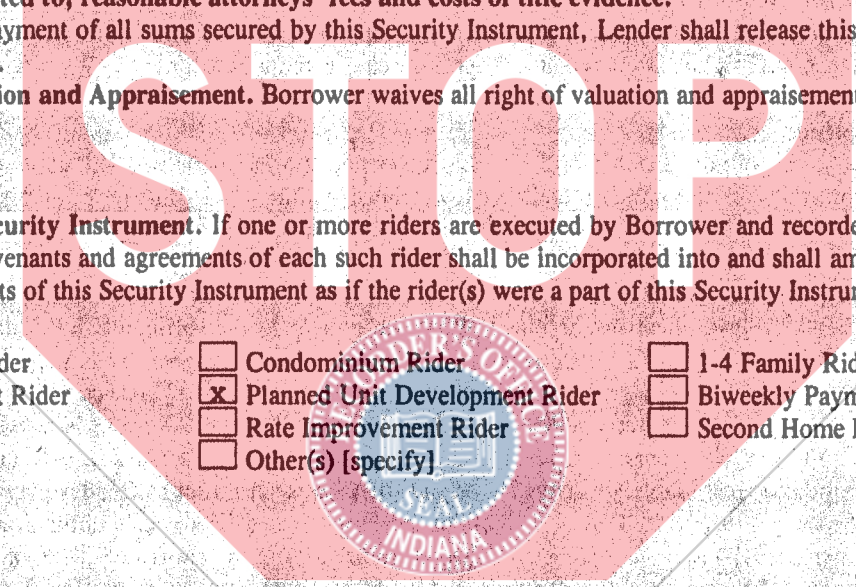 ted to, reasonable attorneys' fees and costs of title evidence.
yment of all sums secured by this Security Instrument, Lender shall release this
ion and Appraisement. Borrower waives all right of valuation and appraisement
STOP
curity Instrument. If one or more riders are executed by Borrower and recorde
venants and agreements of each such rider shall be incorporated into and shall am
ts of this Security Instrument as if the rider(s) were a part of this Security Instrum
der
Condominium Rider
1-4 Family Rid
t Rider
x Planned Unit Development Rider
Biweekly Paym
Rate Improvement Rider
Second Home
Other(s) [specify]
RECORDER'S OFFICE
SEAL
INDIANA